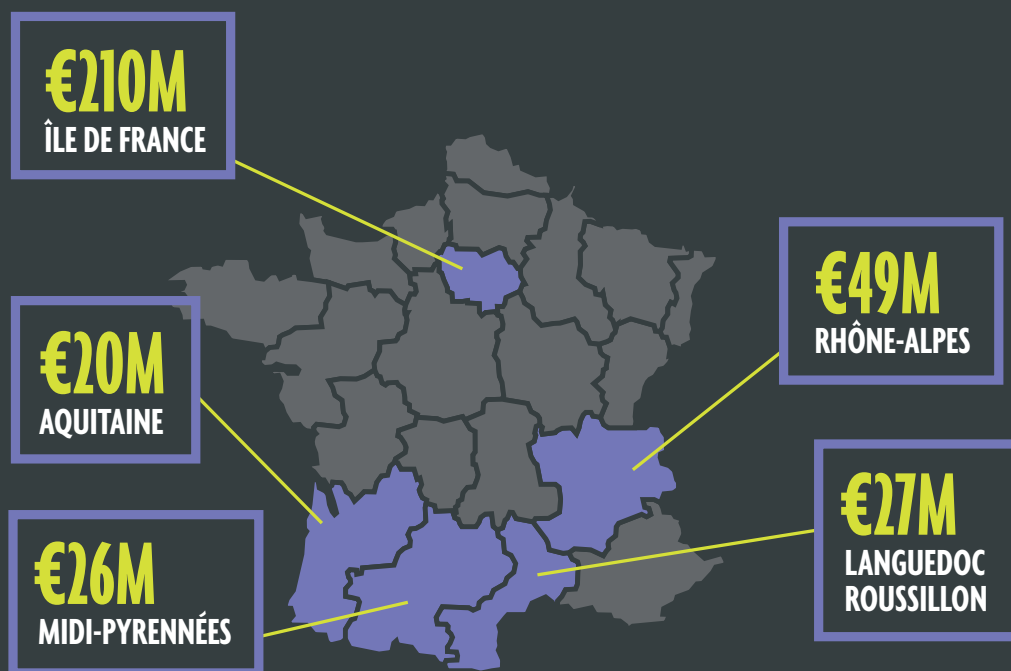 €210M
ÎLE DE FRANCE
€49M
RHÔNE-ALPES
€20M
AQUITAINE
€27M
LANGUEDOC
ROUSSILLON
€26M
MIDI-PYRENNÉES